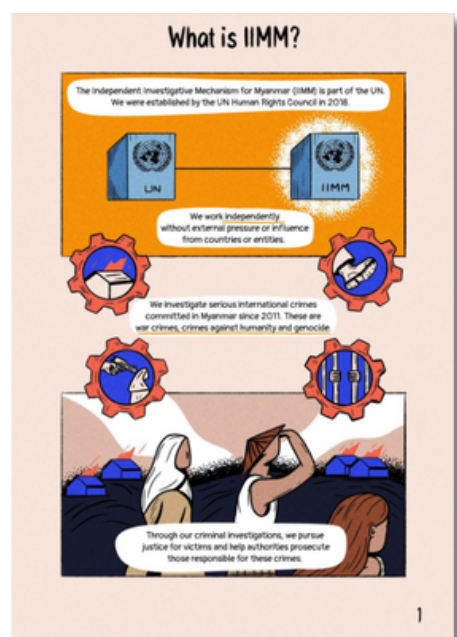 What is IIMM?
The Independent Investigative Mechanism for Myanmar (IIMM) is part of the UN.
We were established by the UN Human Rights Council in 2018.
UN
IIMM
We work independently
without external pressure or influence
from countries or entities.
We investigate serious international crimes
committed in Myanmar since 2011. These are
war crimes, crimes against humanity and genocide
Through our criminal investigations, we pursue
justice for victims and help authorities prosecute
those responsible for these crimes.
1